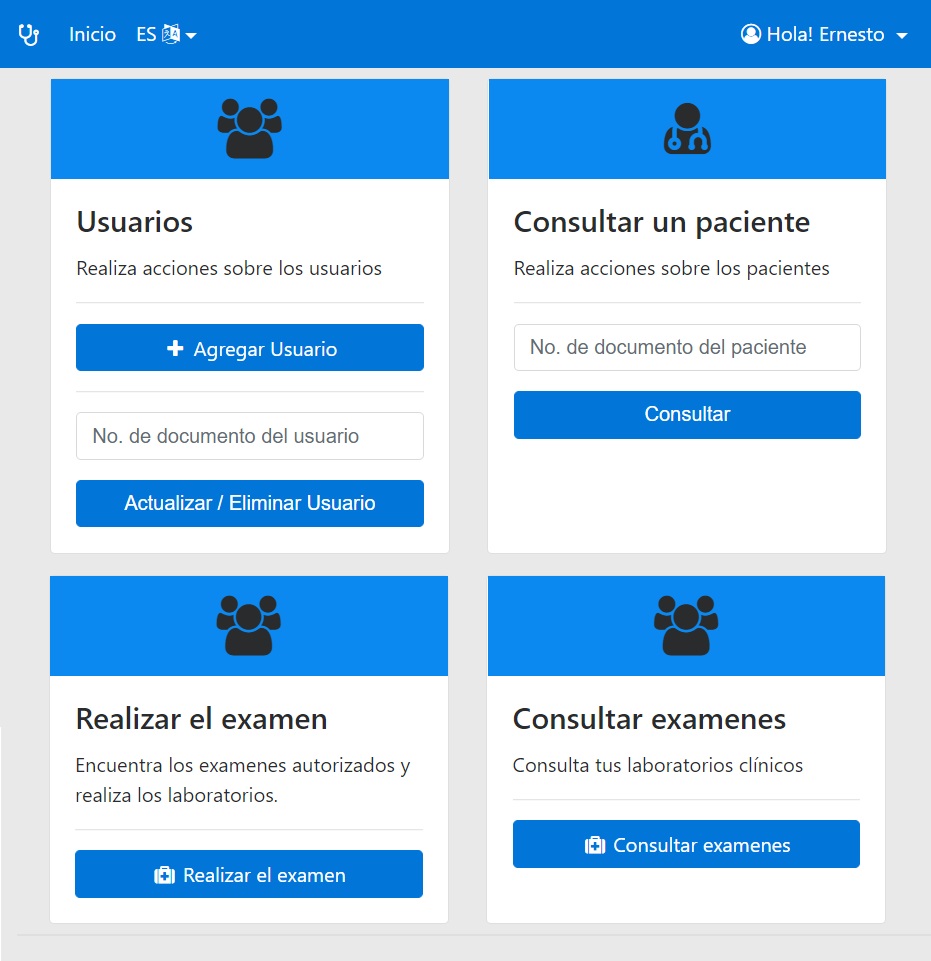 Inicio ES Hola! Ernesto
Usuarios
Realiza acciones sobre los usuarios
Agregar Usuario
No. de documento del usuario
Actualizar / Eliminar Usuario
Consultar un paciente
Realiza acciones sobre los pacientes
No. de documento del paciente
Consultar
Realizar el examen
Encuentra los examenes autorizados y
realiza los laboratorios.
Realizar el examen
Consultar examenes
Consulta tus laboratorios clínicos
Consultar examenes